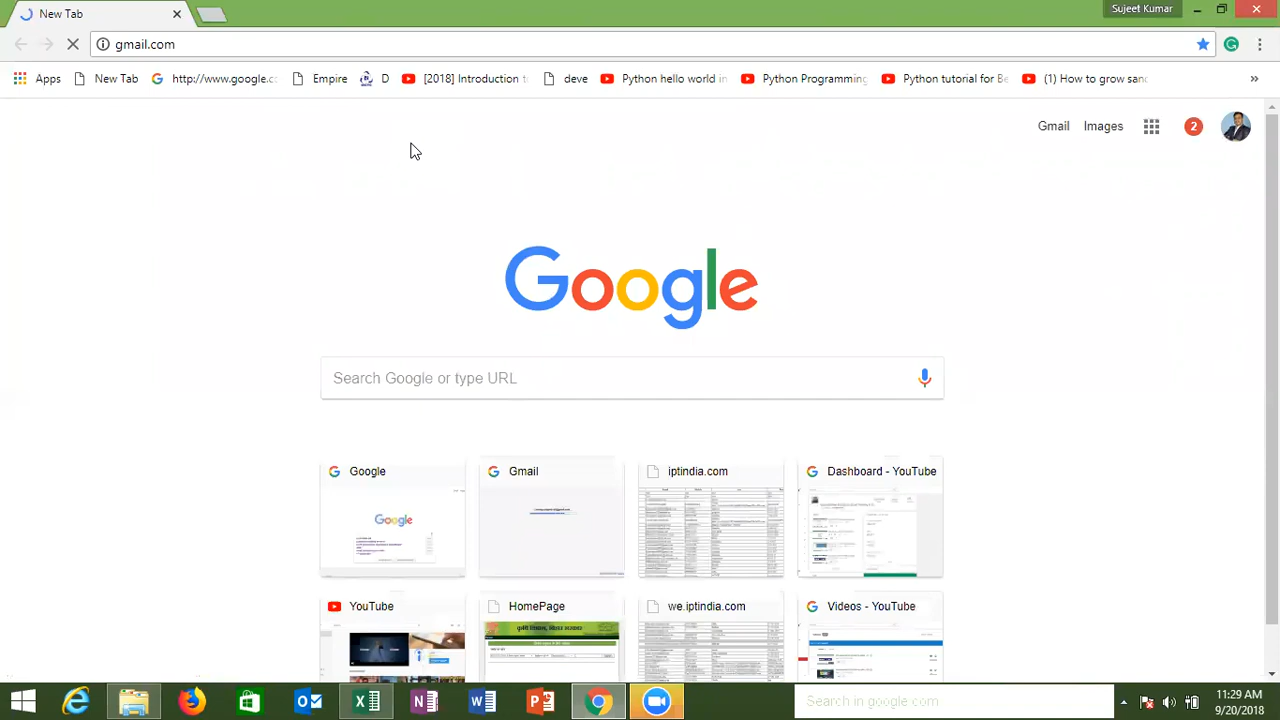 New Tab
Sujeet Kumar
gmail.com
Apps New Tab http://www.google.c Empire D [2018] Introduction t deve Python hello world in Python Programming Python tutorial for Be (1) How to grow sand »
Gmail Images 2
Google
Search Google or type URL
Google Gmail iptindia.com Dashboard - YouTube
YouTube HomePage we.iptindia.com Videos - YouTube
Search in google.com
11:29 AM
9/20/2018